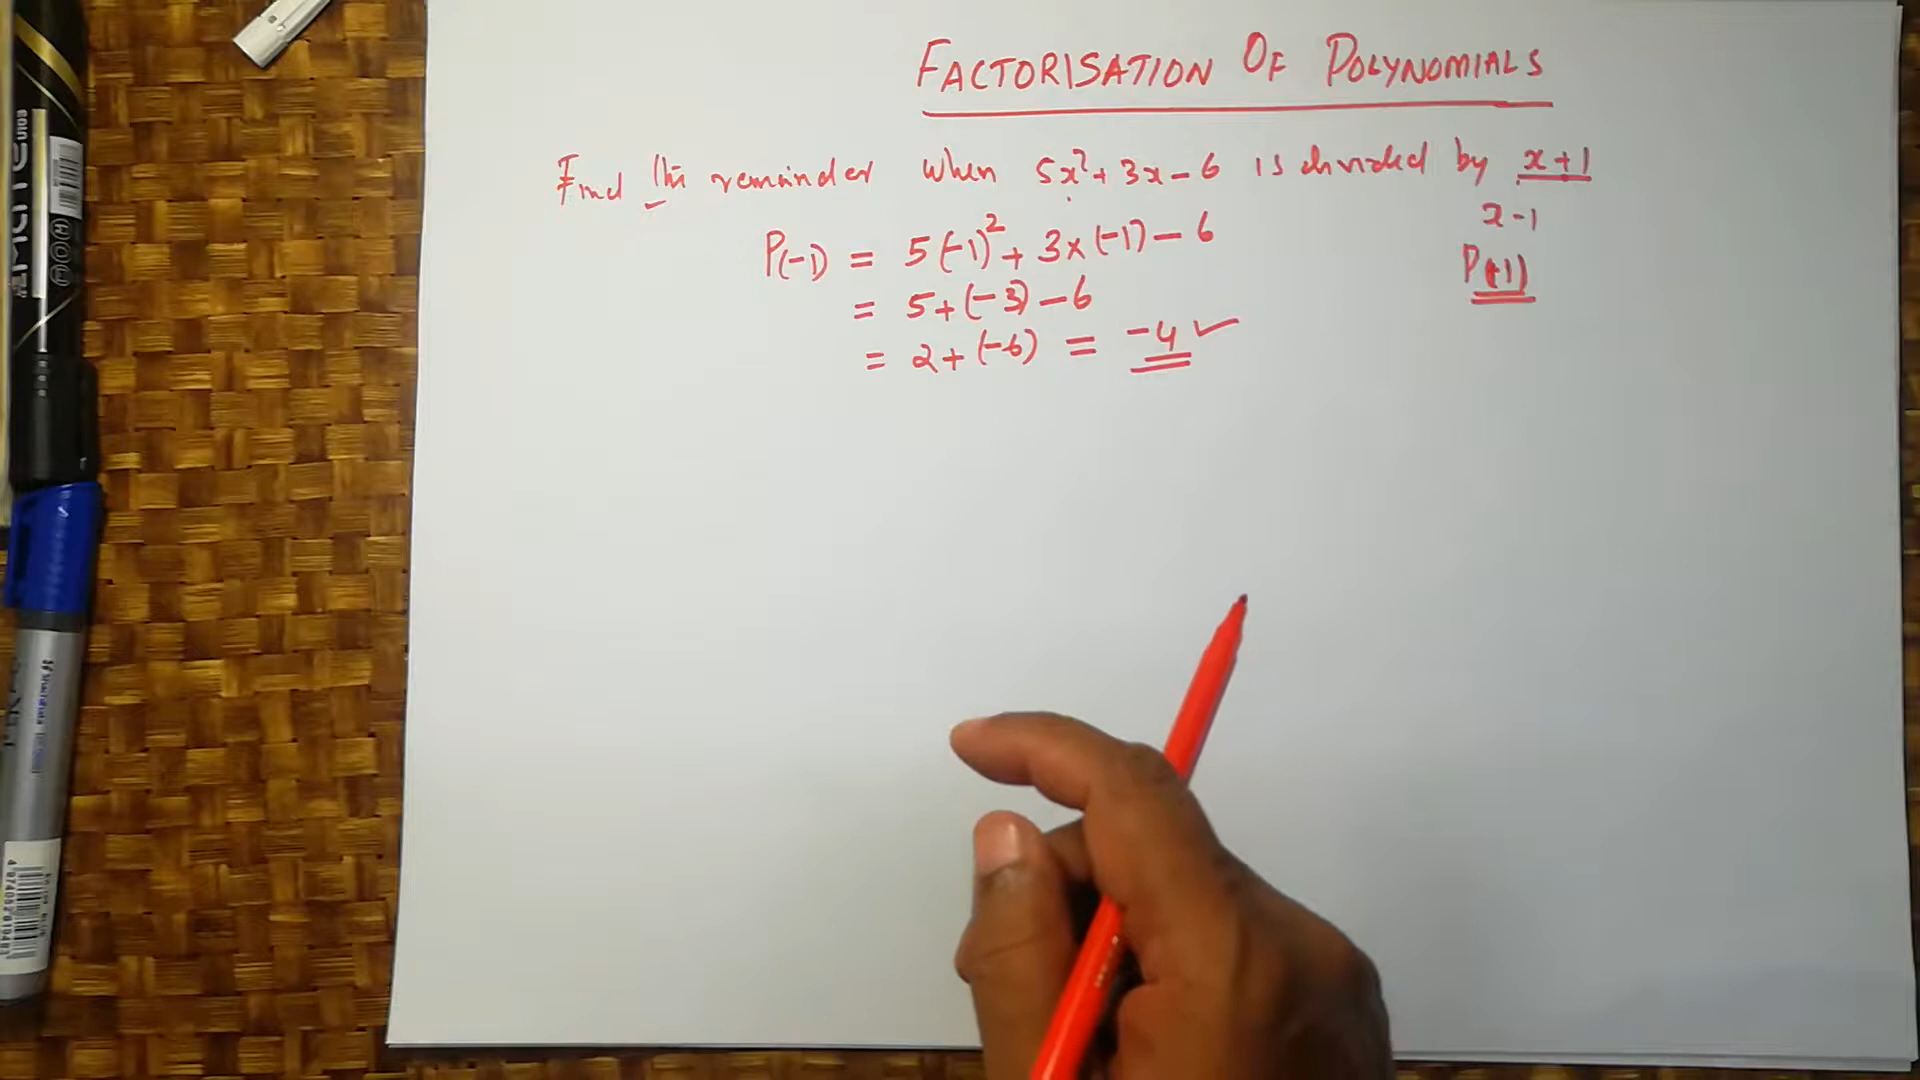 FACTORISATION OF POLYNOMIALS
Find the remainder when 5x²+ 3x - 6 is divided by x+1
x-1
P(-1) = 5(-1)² + 3×(-1) - 6
P(+1)
= 5+(-3) -6
= 2+(-6) = -4 ✓